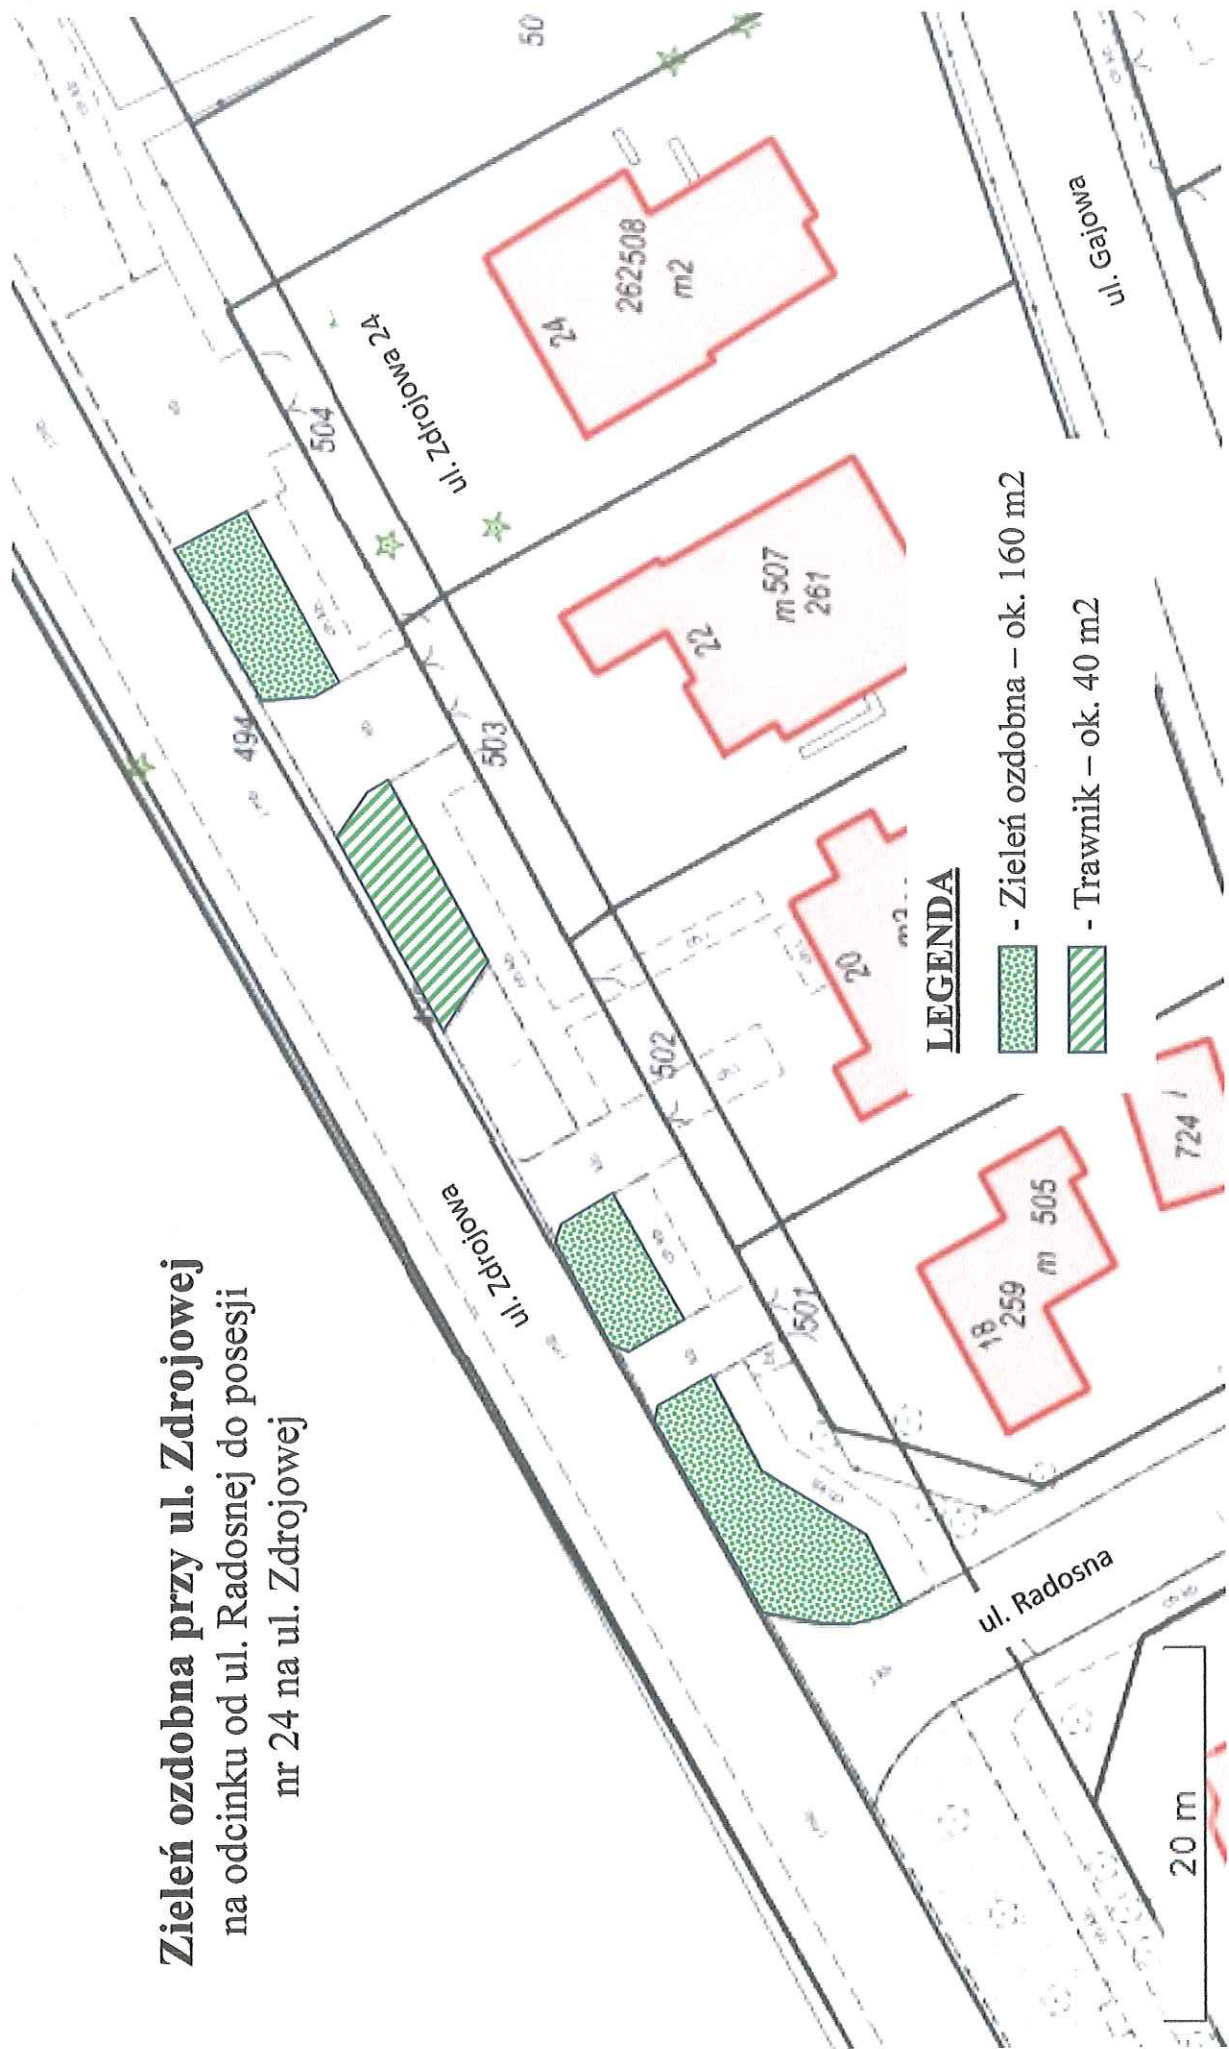 Zieleń ozdobna przy ul. Zdrojowej
na odcinku od ul. Radosnej do posesji
nr 24 na ul. Zdrojowej
ul. Zdrojowa
494
504
503
502
501
50
ul. Zdrojowa 24
24
262508
m2
22
m 507
261
20
18
259
m 505
724
ul. Gajowa
ul. Radosna
LEGENDA
- Zieleń ozdobna – ok. 160 m2
- Trawnik – ok. 40 m2
20 m